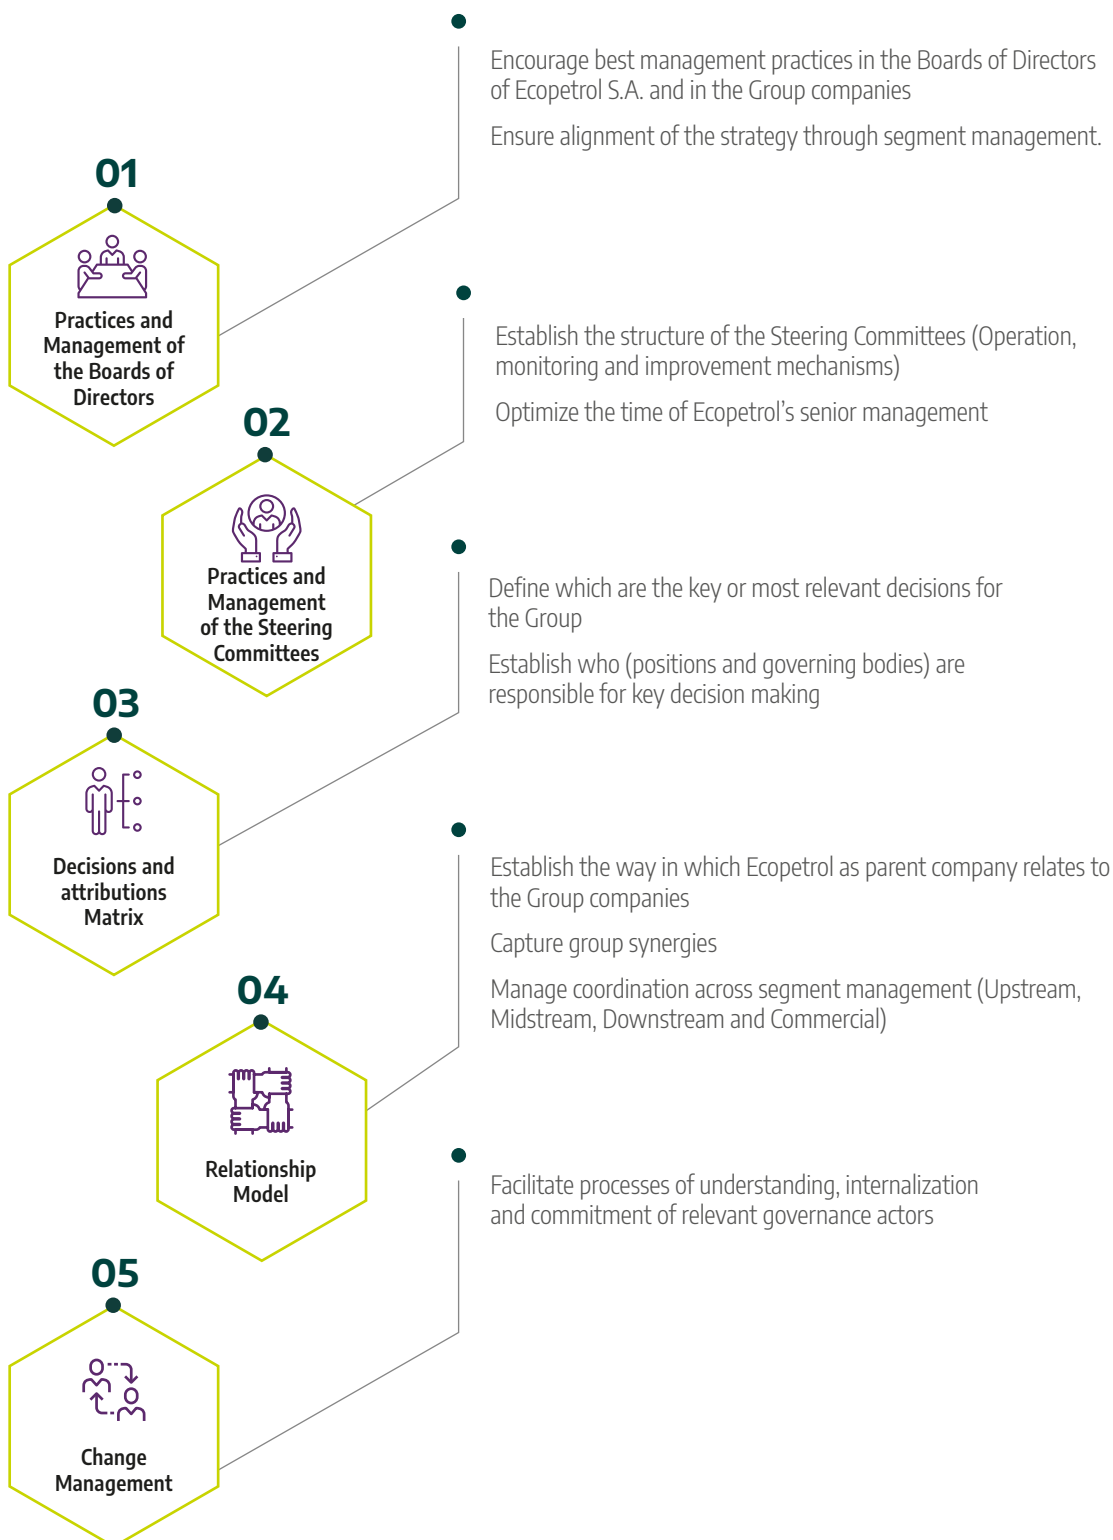 Encourage best management practices in the Boards of Directors
of Ecopetrol S.A. and in the Group companies
Ensure alignment of the strategy through segment management.
01
Practices and
Management of
the Boards of
Directors
Establish the structure of the Steering Committees (Operation,
monitoring and improvement mechanisms)
Optimize the time of Ecopetrol’s senior management
02
Practices and
Management
of the Steering
Committees
Define which are the key or most relevant decisions for
the Group
Establish who (positions and governing bodies) are
responsible for key decision making
03
Decisions and
attributions
Matrix
Establish the way in which Ecopetrol as parent company relates to
the Group companies
Capture group synergies
Manage coordination across segment management (Upstream,
Midstream, Downstream and Commercial)
04
Relationship
Model
Facilitate processes of understanding, internalization
and commitment of relevant governance actors
05
Change
Management